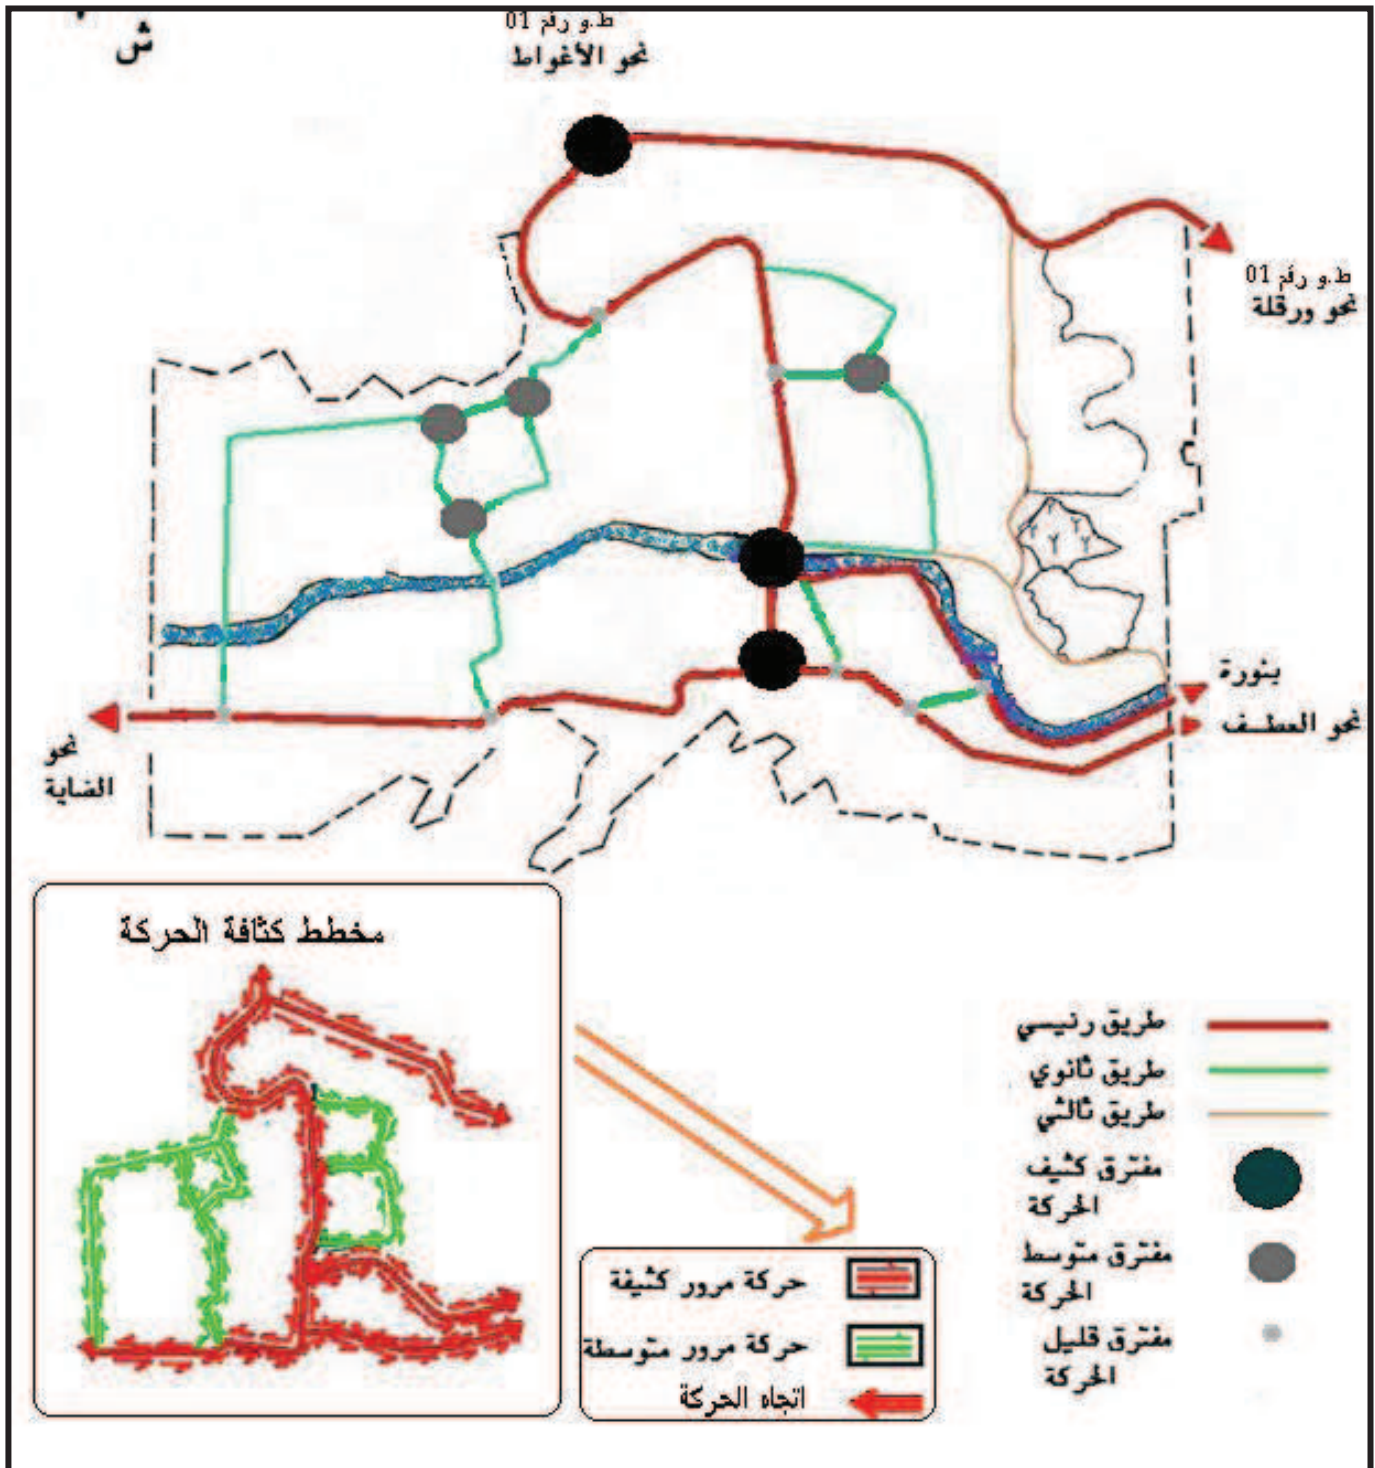 ش
ط.و رقم 01
نحو الأغواط
ط.و رقم 01
نحو ورقلة
بنورة
نحو العطف
نحو
الضاية
مخطط كثافة الحركة
طريق رئيسي
طريق ثانوي
طريق ثالثي
مفترق كثيف
الحركة
مفترق متوسط
الحركة
مفترق قليل
الحركة
حركة مرور كثيفة
حركة مرور متوسطة
اتجاه الحركة